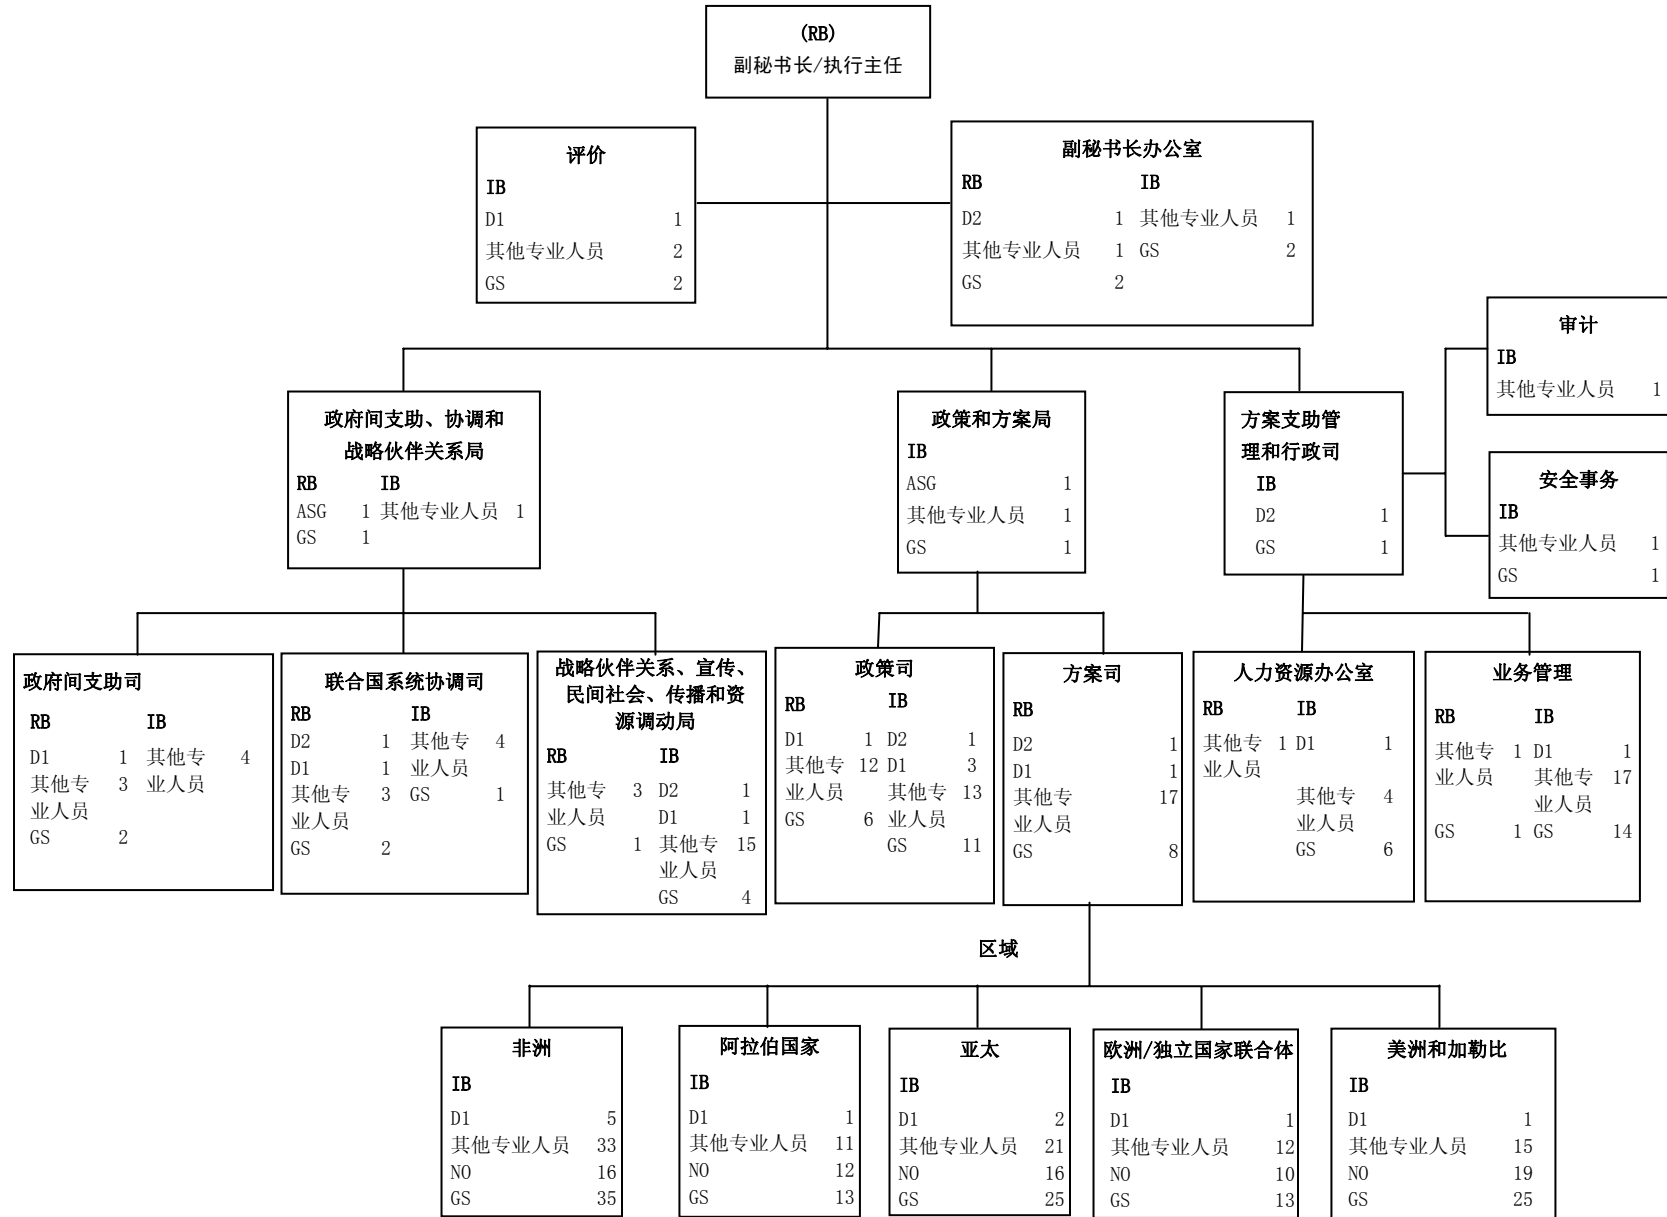 (RB)
副秘书长/执行主任
评价
IB
D1 1
其他专业人员 2
GS 2
副秘书长办公室
RB IB
D2 1 其他专业人员 1
其他专业人员 1 GS 2
GS 2
审计
IB
其他专业人员 1
安全事务
IB
其他专业人员 1
GS 1
政府间支助、协调和
战略伙伴关系局
RB IB
ASG 1 其他专业人员 1
GS 1
政策和方案局
IB
ASG 1
其他专业人员 1
GS 1
方案支助管
理和行政司
IB
D2 1
GS 1
政府间支助司
RB IB
D1 1 其他专 4
其他专 3 业人员
业人员
GS 2
联合国系统协调司
RB IB
D2 1 其他专 4
D1 1 业人员
其他专 3 GS 1
业人员
GS 2
战略伙伴关系、宣传、
民间社会、传播和资
源调动局
RB IB
其他专 3 D2 1
业人员 D1 1
GS 1 其他专 15
业人员
GS 4
政策司
RB IB
D1 1 D2 1
其他专 12 D1 3
业人员 其他专 13
GS 6 业人员
GS 11
方案司
RB
D2 1
D1 1
其他专 17
业人员
GS 8
人力资源办公室
RB IB
其他专 1 D1 1
业人员
其他专 4
业人员
GS 6
业务管理
RB IB
其他专 1 D1 1
业人员 其他专 17
业人员
GS 1 GS 14
区域
非洲
IB
D1 5
其他专业人员 33
NO 16
GS 35
阿拉伯国家
IB
D1 1
其他专业人员 11
NO 12
GS 13
亚太
IB
D1 2
其他专业人员 21
NO 16
GS 25
欧洲/独立国家联合体
IB
D1 1
其他专业人员 12
NO 10
GS 13
美洲和加勒比
IB
D1 1
其他专业人员 15
NO 19
GS 25